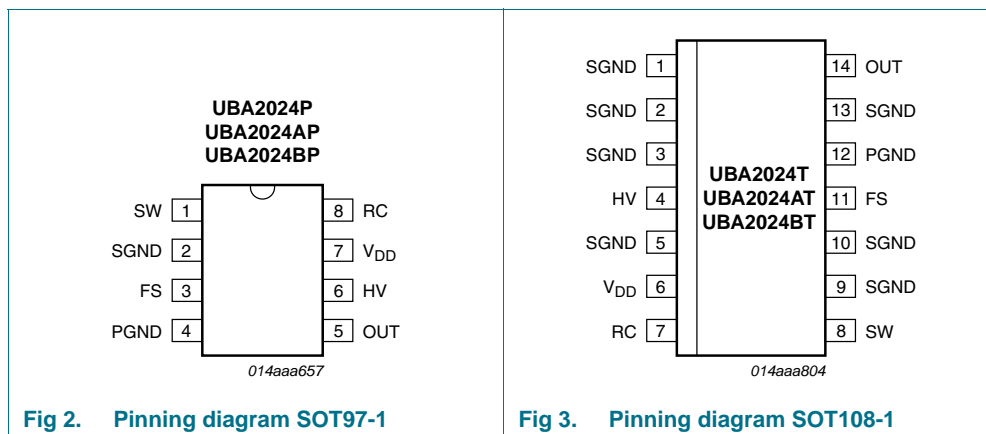 UBA2024P
UBA2024AP
UBA2024BP
SW 1 8 RC
SGND 2 7 VDD
FS 3 6 HV
PGND 4 5 OUT
014aaa657
Fig 2. Pinning diagram SOT97-1
SGND 1 14 OUT
SGND 2 13 SGND
SGND 3 12 PGND
UBA2024T
UBA2024AT
UBA2024BT
HV 4 11 FS
SGND 5 10 SGND
VDD 6 9 SGND
RC 7 8 SW
014aaa804
Fig 3. Pinning diagram SOT108-1